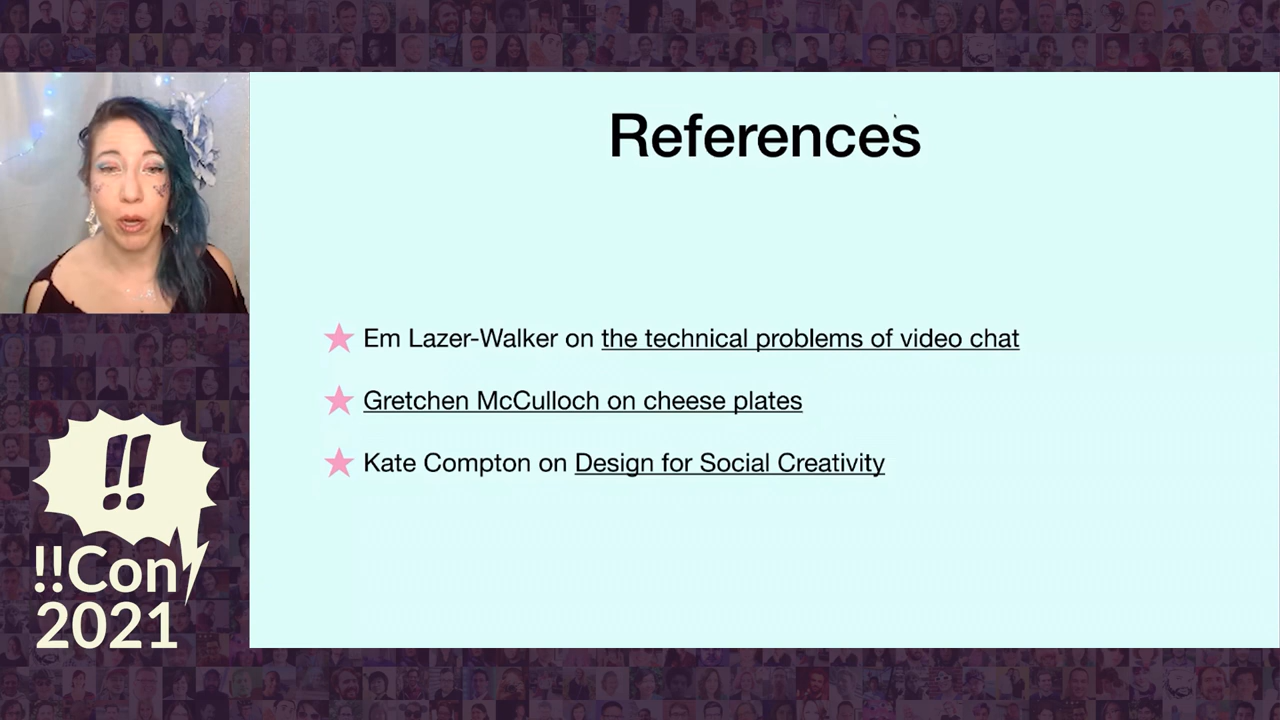 References
Em Lazer-Walker on the technical problems of video chat
Gretchen McCulloch on cheese plates
Kate Compton on Design for Social Creativity
!!
!!Con
2021